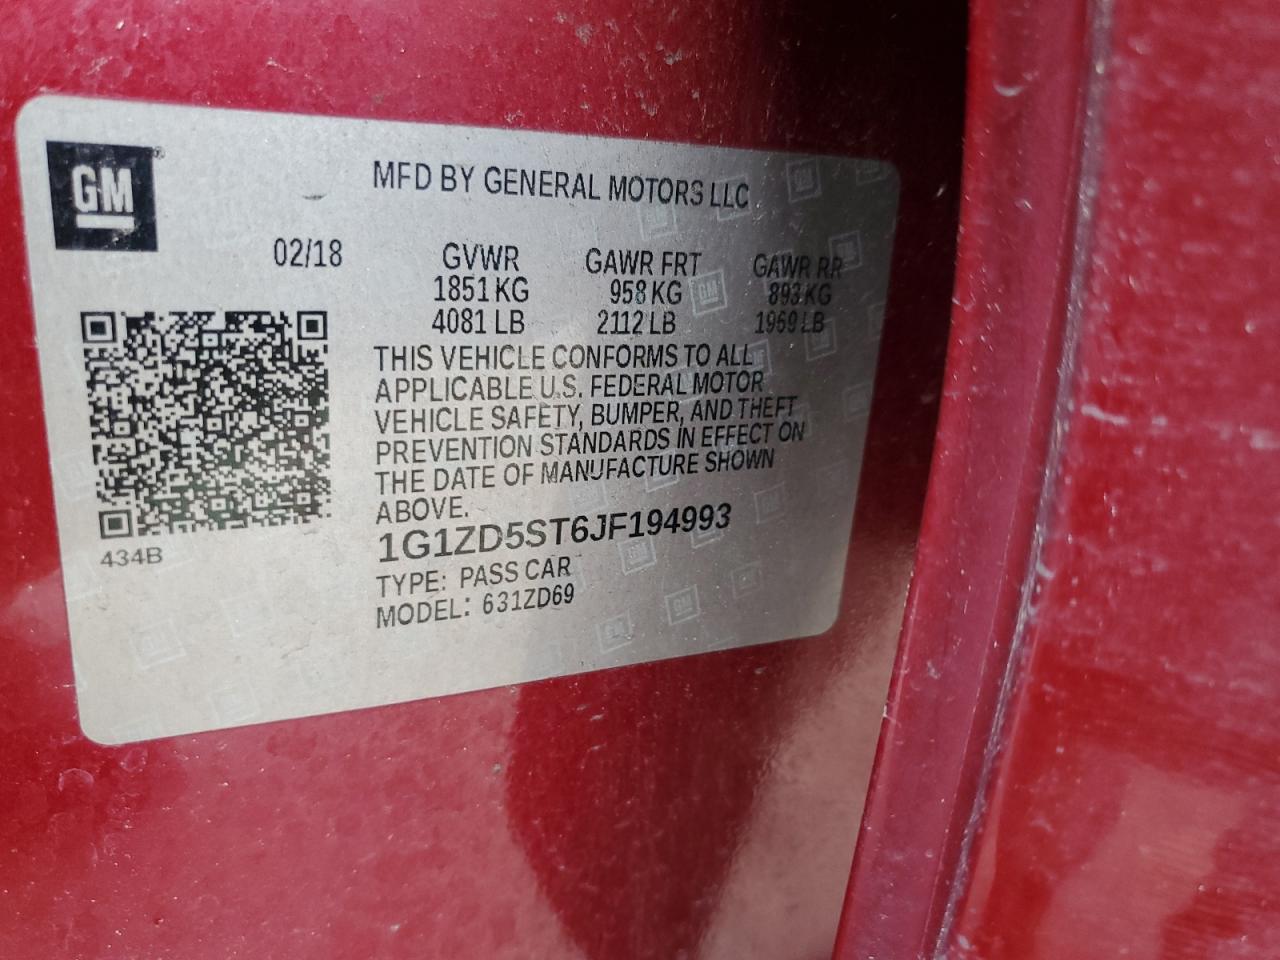 GM
MFD BY GENERAL MOTORS LLC
02/18 GVWR GAWR FRT GAWR RR
1851 KG 958 KG 893 KG
4081 LB 2112 LB 1969 LB
THIS VEHICLE CONFORMS TO ALL
APPLICABLE U.S. FEDERAL MOTOR
VEHICLE SAFETY, BUMPER, AND THEFT
PREVENTION STANDARDS IN EFFECT ON
THE DATE OF MANUFACTURE SHOWN
ABOVE.
1G1ZD5ST6JF194993
TYPE: PASS CAR
MODEL: 631ZD69
434B